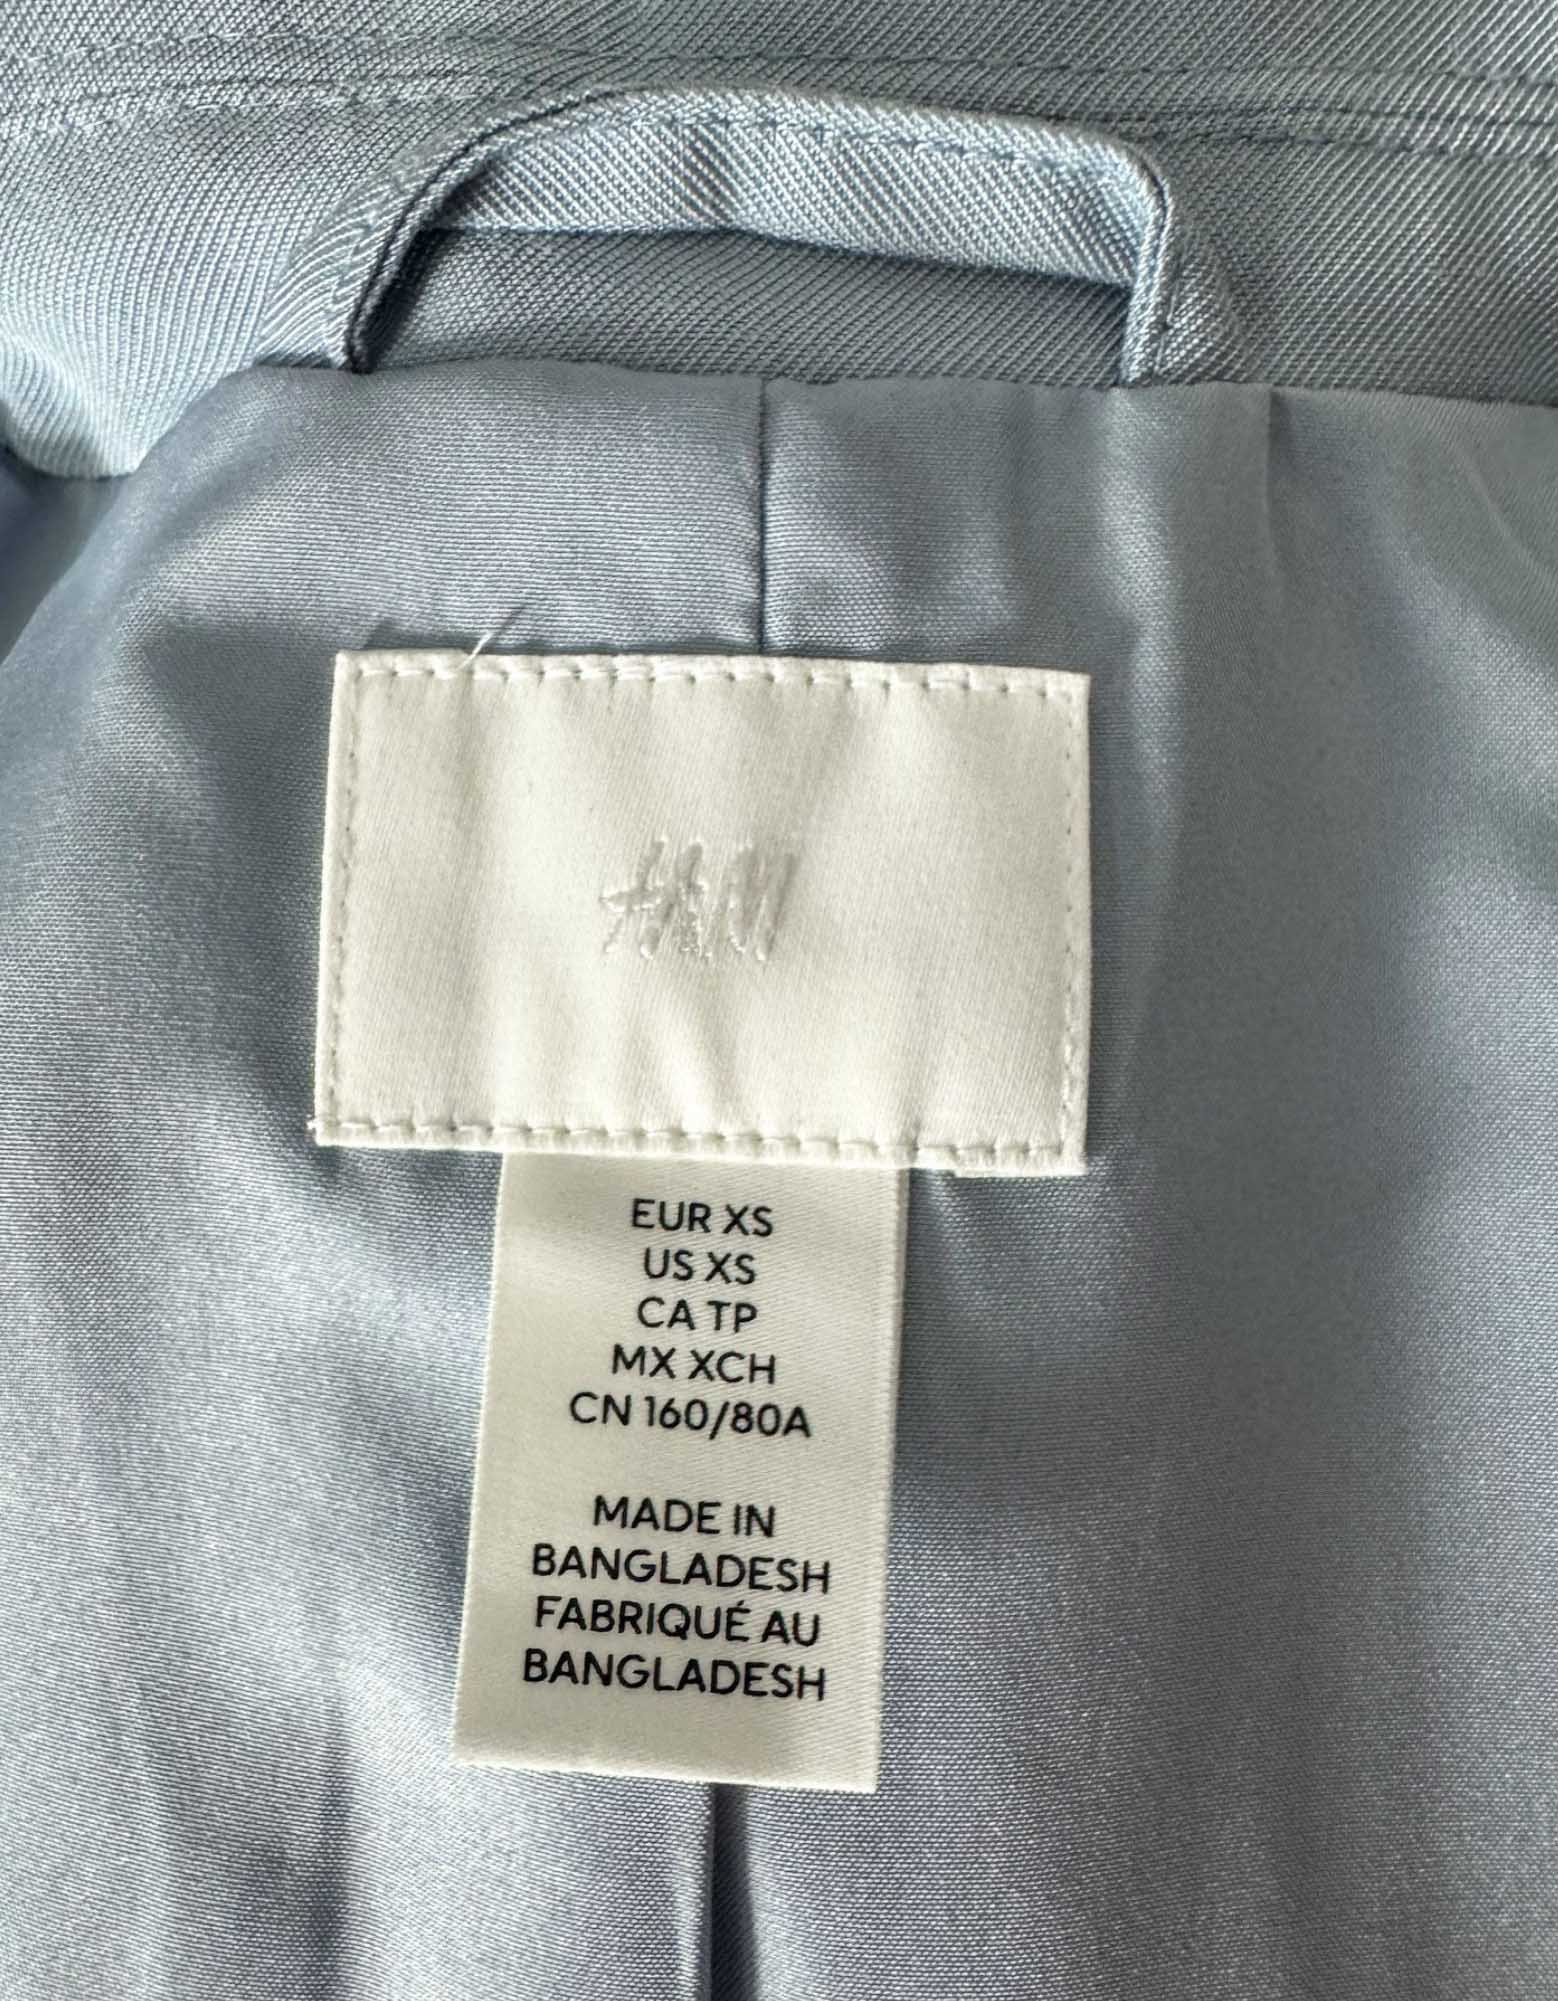 H&M
EUR XS
US XS
CA TP
MX XCH
CN 160/80A
MADE IN
BANGLADESH
FABRIQUÉ AU
BANGLADESH